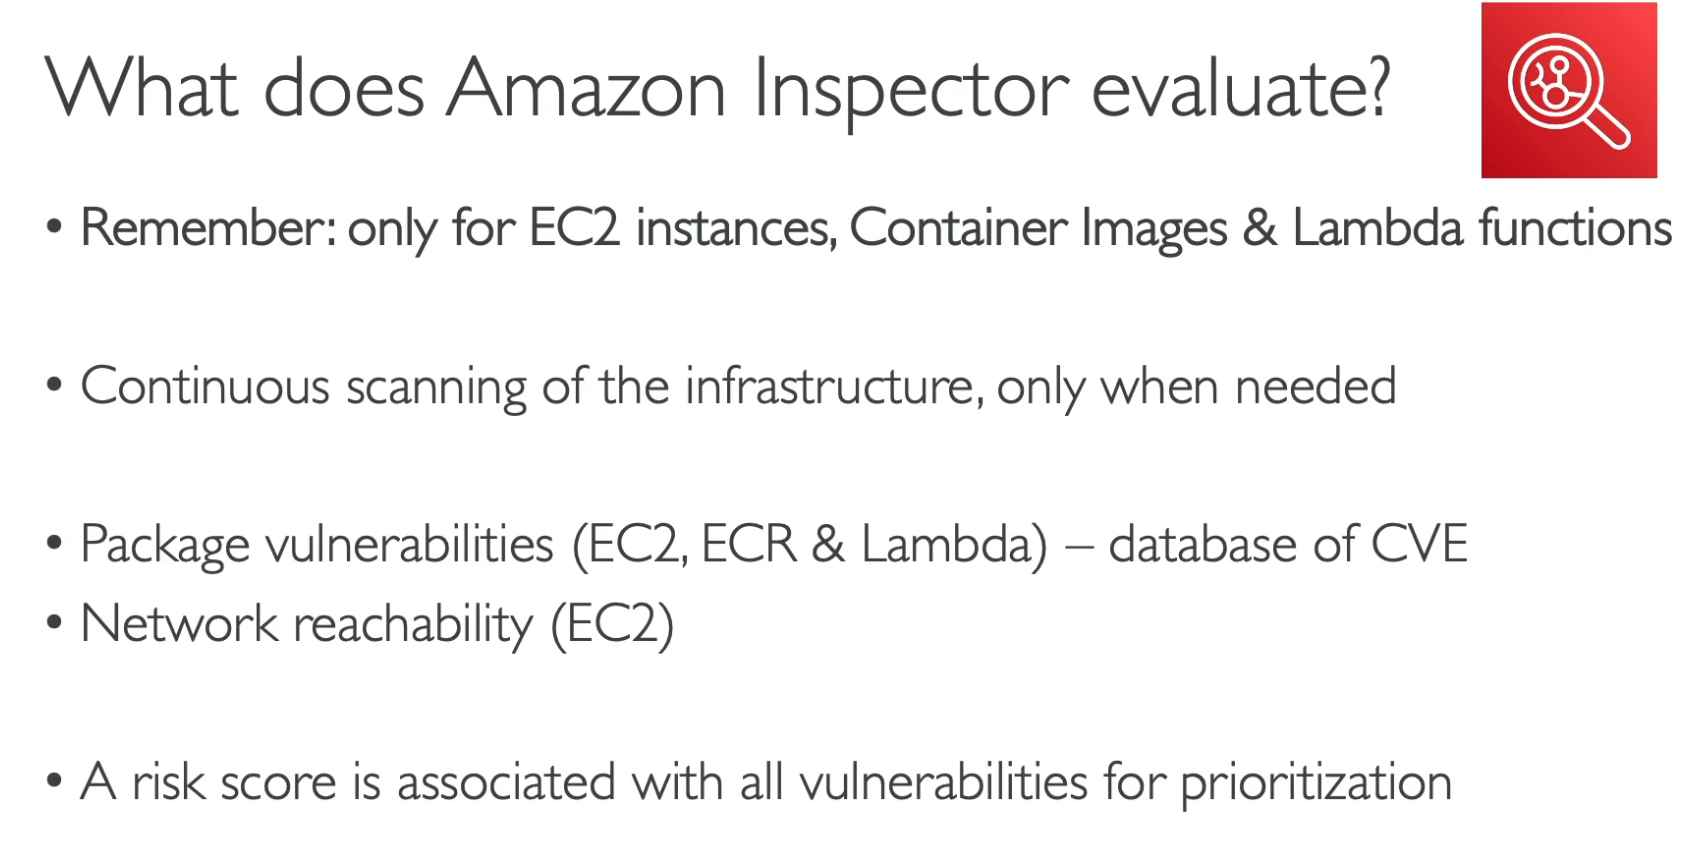 What does Amazon Inspector evaluate?
• Remember: only for EC2 instances, Container Images & Lambda functions
• Continuous scanning of the infrastructure, only when needed
• Package vulnerabilities (EC2, ECR & Lambda) – database of CVE
• Network reachability (EC2)
• A risk score is associated with all vulnerabilities for prioritization